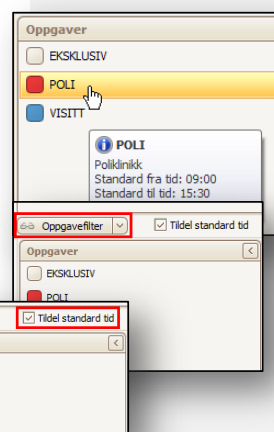 Oppgaver
EKSKLUSIV
POLI
VISITT
POLI
Poliklinikk
Standard fra tid: 09:00
Standard til tid: 15:30
Oppgavefilter
Tildel standard tid
Oppgaver
EKSKLUSIV
POLI
Tildel standard tid